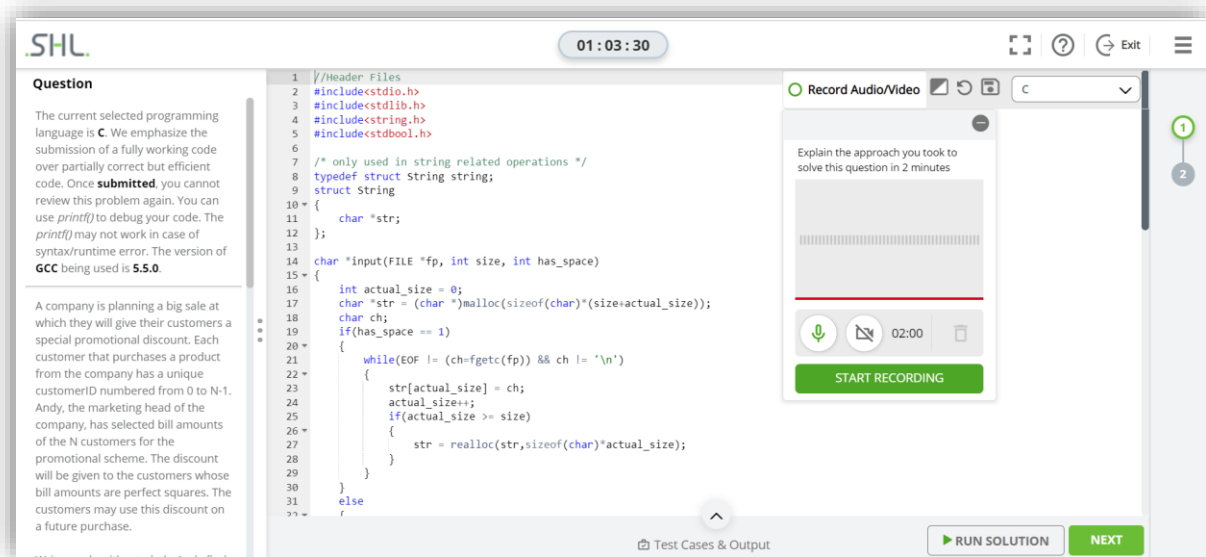 .SHL.
01 : 03 : 30
Exit
Question
The current selected programming
language is C. We emphasize the
submission of a fully working code
over partially correct but efficient
code. Once submitted, you cannot
review this problem again. You can
use printf() to debug your code. The
printf() may not work in case of
syntax/runtime error. The version of
GCC being used is 5.5.0.
A company is planning a big sale at
which they will give their customers a
special promotional discount. Each
customer that purchases a product
from the company has a unique
customerID numbered from 0 to N-1.
Andy, the marketing head of the
company, has selected bill amounts
of the N customers for the
promotional scheme. The discount
will be given to the customers whose
bill amounts are perfect squares. The
customers may use this discount on
a future purchase.
1 //Header Files
2 #include<stdio.h>
3 #include<stdlib.h>
4 #include<string.h>
5 #include<stdbool.h>
6
7 /* only used in string related operations */
8 typedef struct String string;
9 struct String
10 {
11 char *str;
12 };
13
14 char *input(FILE *fp, int size, int has_space)
15 {
16 int actual_size = 0;
17 char *str = (char *)malloc(sizeof(char)*(size+actual_size));
18 char ch;
19 if(has_space == 1)
20 {
21 while(EOF != (ch=fgetc(fp)) && ch != '\n')
22 {
23 str[actual_size] = ch;
24 actual_size++;
25 if(actual_size >= size)
26 {
27 str = realloc(str,sizeof(char)*actual_size);
28 }
29 }
30 }
31 else
32 {
Record Audio/Video
C
Explain the approach you took to
solve this question in 2 minutes
02:00
START RECORDING
1
2
Test Cases & Output
RUN SOLUTION
NEXT